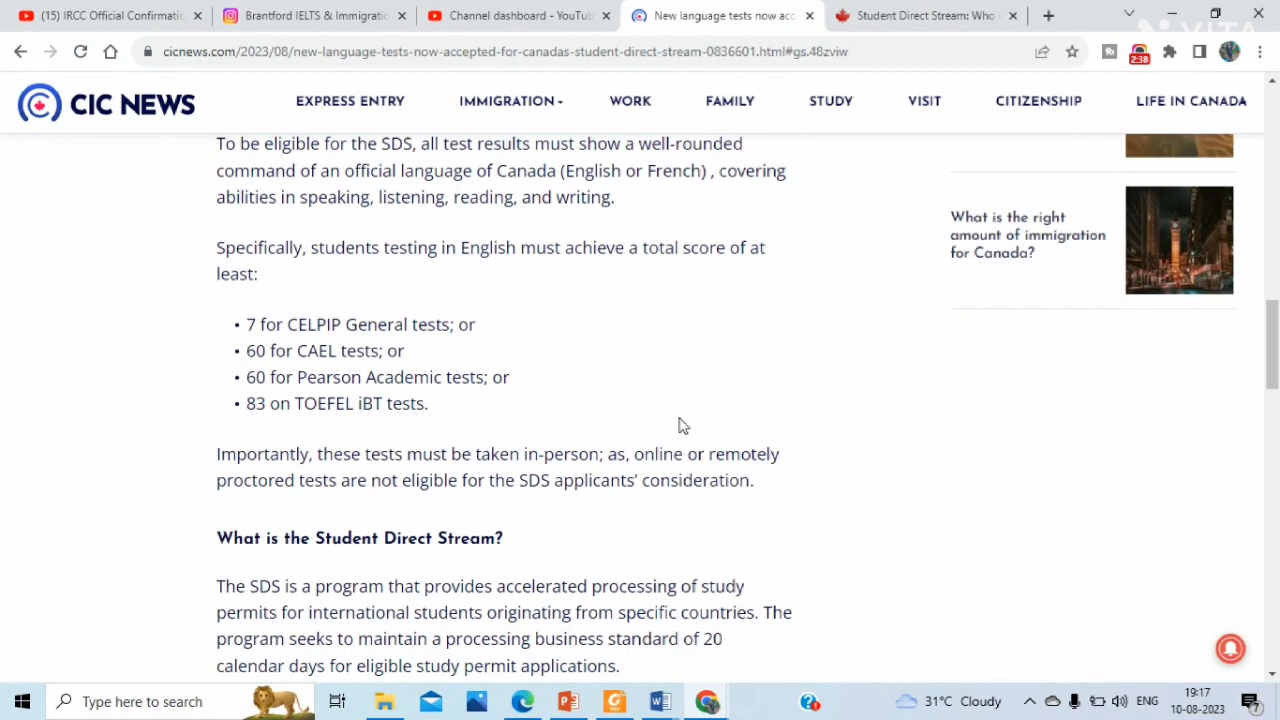 (15) IRCC Official Confirmatio
Brantford IELTS & Immigratio
Channel dashboard - YouTube
New language tests now acc
Student Direct Stream: Who c
cicnews.com/2023/08/new-language-tests-now-accepted-for-canadas-student-direct-stream-0836601.html#gs.48zviw
2:38
CIC NEWS
EXPRESS ENTRY
IMMIGRATION
WORK
FAMILY
STUDY
VISIT
CITIZENSHIP
LIFE IN CANADA
To be eligible for the SDS, all test results must show a well-rounded
command of an official language of Canada (English or French) , covering
abilities in speaking, listening, reading, and writing.
Specifically, students testing in English must achieve a total score of at
least:
• 7 for CELPIP General tests; or
• 60 for CAEL tests; or
• 60 for Pearson Academic tests; or
• 83 on TOEFEL iBT tests.
Importantly, these tests must be taken in-person; as, online or remotely
proctored tests are not eligible for the SDS applicants’ consideration.
What is the Student Direct Stream?
The SDS is a program that provides accelerated processing of study
permits for international students originating from specific countries. The
program seeks to maintain a processing business standard of 20
calendar days for eligible study permit applications.
What is the right
amount of immigration
for Canada?
Type here to search
31°C Cloudy
ENG
19:17
10-08-2023
7